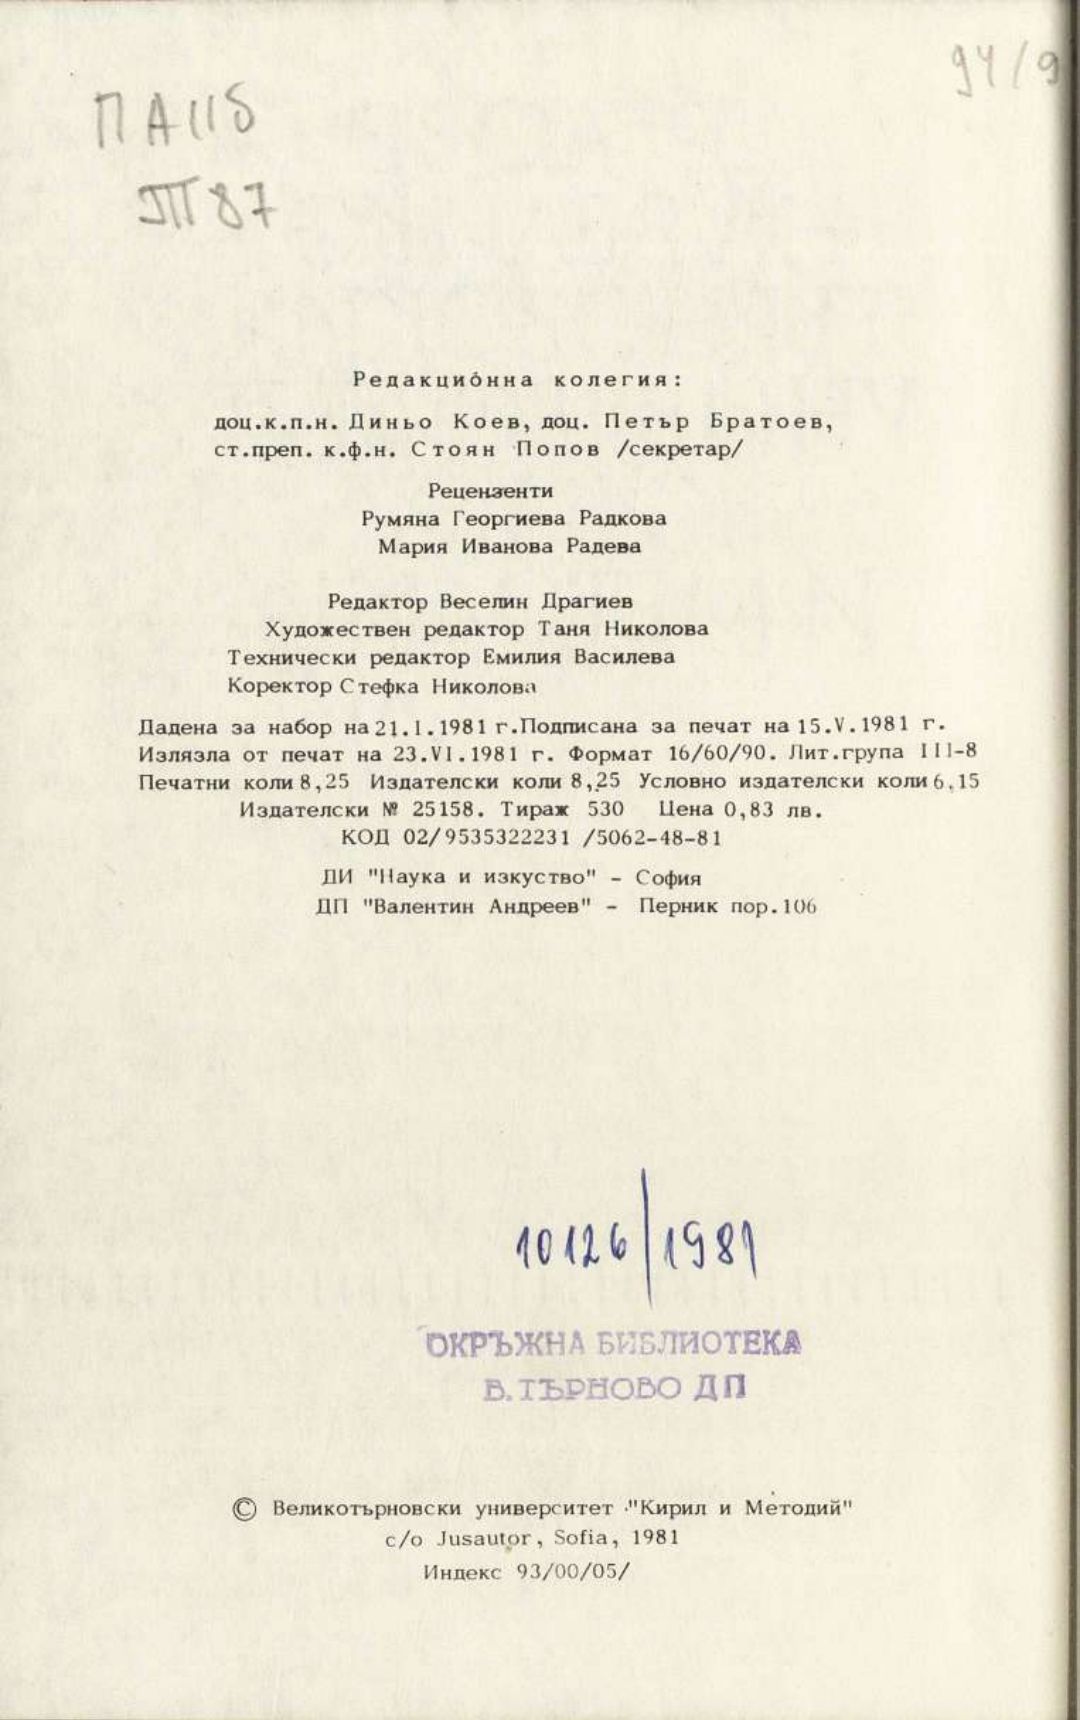 94/9
ПА 115
Т 87
Редакционна колегия:
доц.к.п.н. Диньо Коев, доц. Петър Братоев,
ст.преп. к.ф.н. Стоян Попов /секретар/
Рецензенти
Румяна Георгиева Радкова
Мария Иванова Радева
Редактор Веселин Драгиев
Художествен редактор Таня Николова
Технически редактор Емилия Василева
Коректор Стефка Николова
Дадена за набор на 21.I.1981 г. Подписана за печат на 15.V.1981 г.
Излязла от печат на 23.VI.1981 г. Формат 16/60/90. Лит.група III-8
Печатни коли 8,25 Издателски коли 8,25 Условно издателски коли 6,15
Издателски № 25158. Тираж 530 Цена 0,83 лв.
КОД 02/9535322231 /5062-48-81
ДИ "Наука и изкуство" - София
ДП "Валентин Андреев" - Перник пор.106
10126/1981
ОКРЪЖНА БИБЛИОТЕКА
В.ТЪРНОВО ДП
© Великотърновски университет "Кирил и Методий"
c/o Jusautor, Sofia, 1981
Индекс 93/00/05/